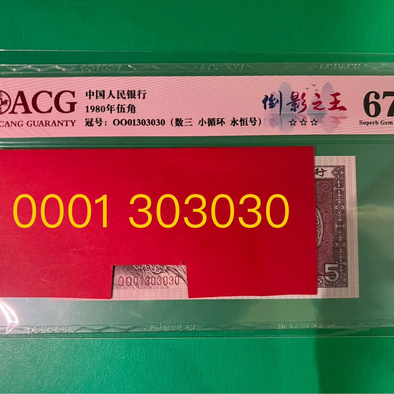 ACG
CANG GUARANTY
中国人民银行
1980年伍角
冠号：OO01303030（数三 小循环 永恒号）
倒影之王
☆☆☆
67
Superb Gem
0001 303030
行
OO01303030
5